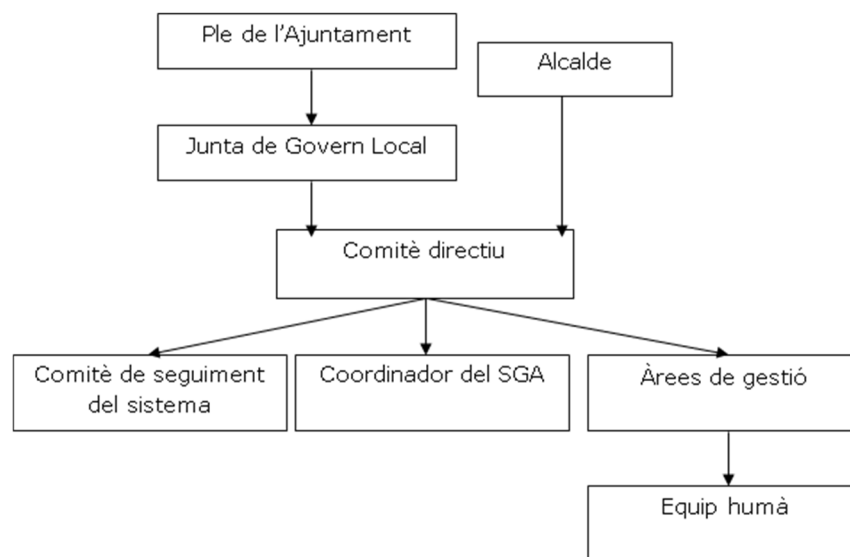 Ple de l'Ajuntament
Alcalde
Junta de Govern Local
Comitè directiu
Comitè de seguiment
del sistema
Coordinador del SGA
Àrees de gestió
Equip humà